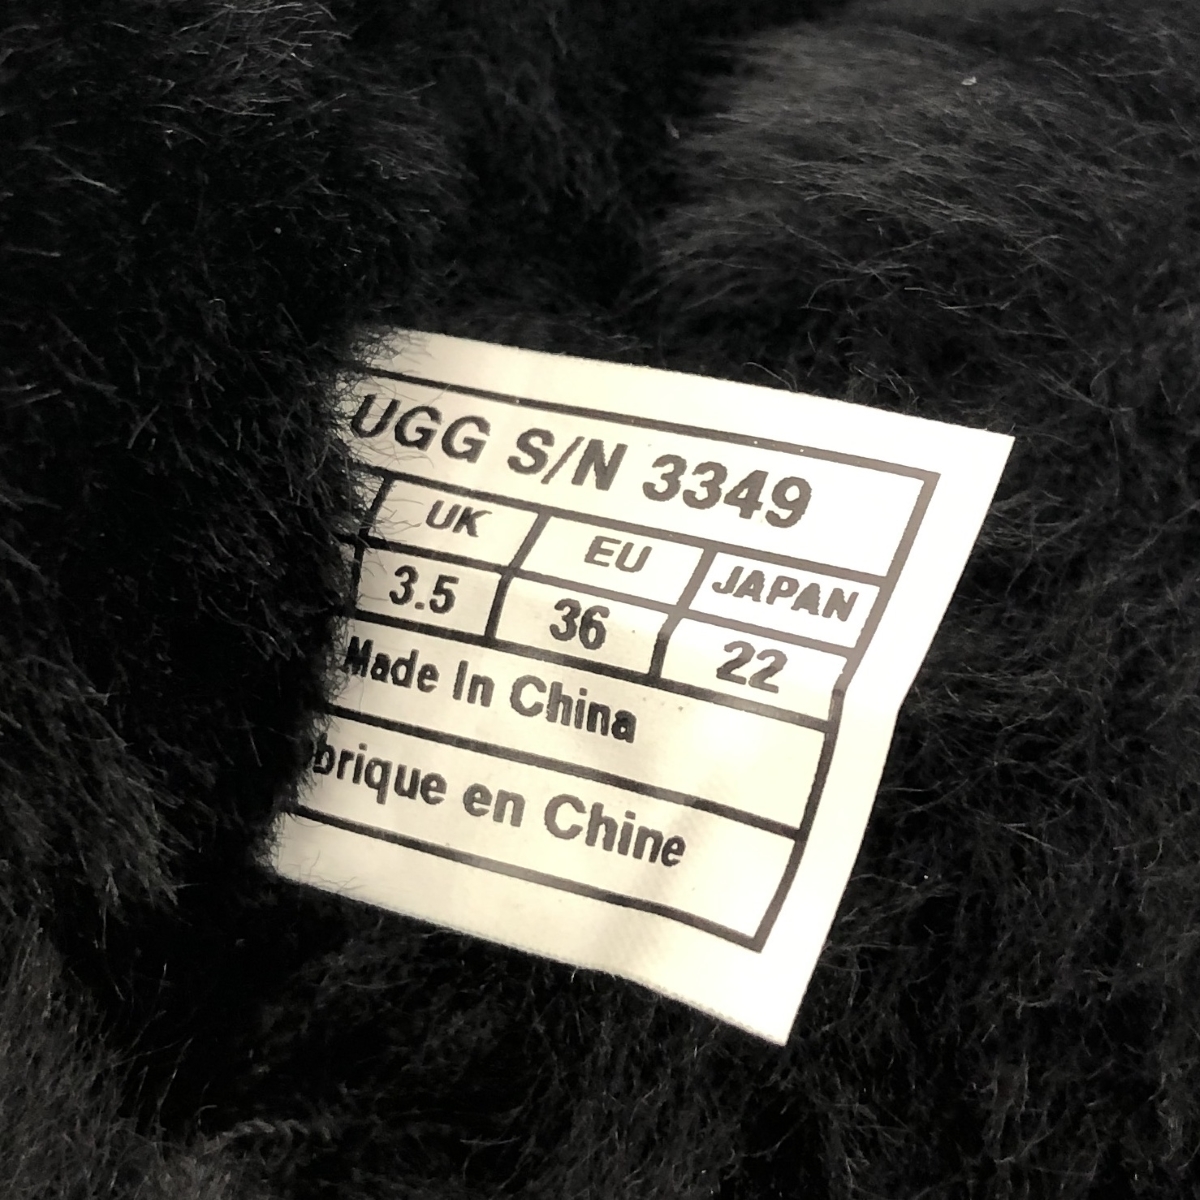 UGG S/N 3349
UK EU JAPAN
3.5 36 22
Made In China
brique en Chine